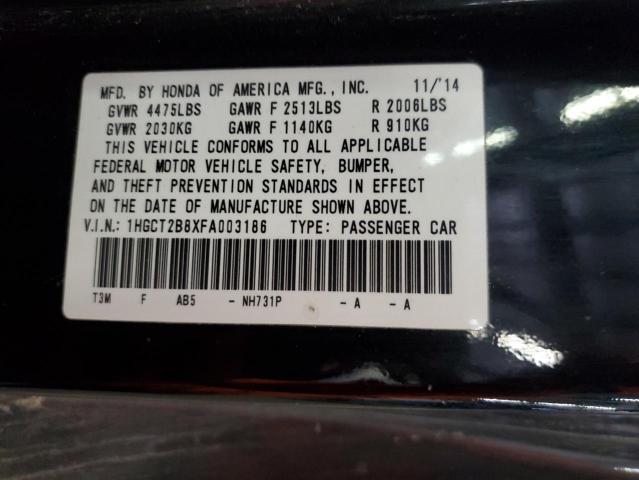 MFD. BY HONDA OF AMERICA MFG., INC. 11/'14
GVWR 4475LBS GAWR F 2513LBS R 2006LBS
GVWR 2030KG GAWR F 1140KG R 910KG
THIS VEHICLE CONFORMS TO ALL APPLICABLE
FEDERAL MOTOR VEHICLE SAFETY, BUMPER,
AND THEFT PREVENTION STANDARDS IN EFFECT
ON THE DATE OF MANUFACTURE SHOWN ABOVE.
V.I.N.: 1HGCT2B8XFA003186 TYPE: PASSENGER CAR
T3M F AB5 - NH731P - A - A